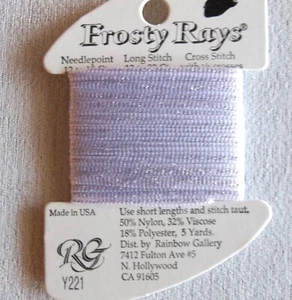 Frosty Rays®
Needlepoint Long Stitch Cross Stitch
Made in USA
Use short lengths and stitch taut,
50% Nylon, 32% Viscose
18% Polyester, 5 Yards.
Dist. by Rainbow Gallery
7412 Fulton Ave #5
N. Hollywood
CA 91605
RG
Y221